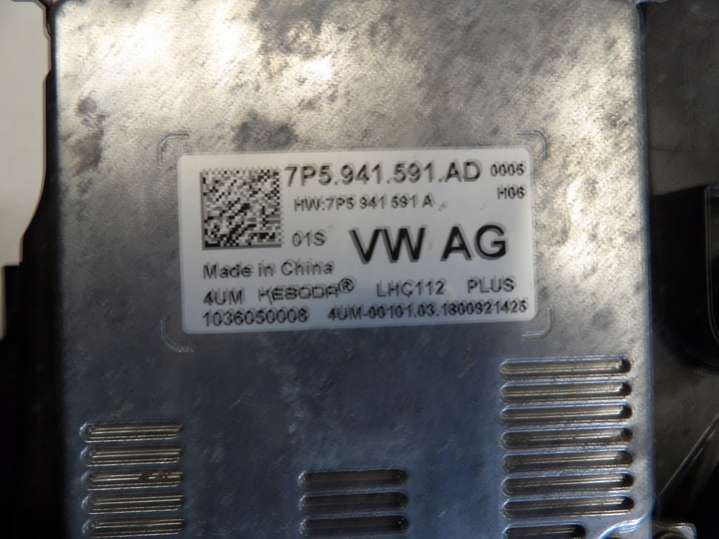 7P5.941.591.AD 0006
HW:7P5 941 591 A H06
01S VW AG
Made in China
4UM KEBODA® LHC112 PLUS
1036050008 4UM-00101.03.1800921425